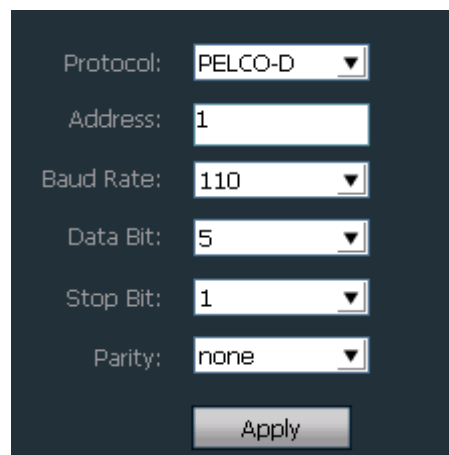 Protocol: PELCO-D
Address: 1
Baud Rate: 110
Data Bit: 5
Stop Bit: 1
Parity: none
Apply